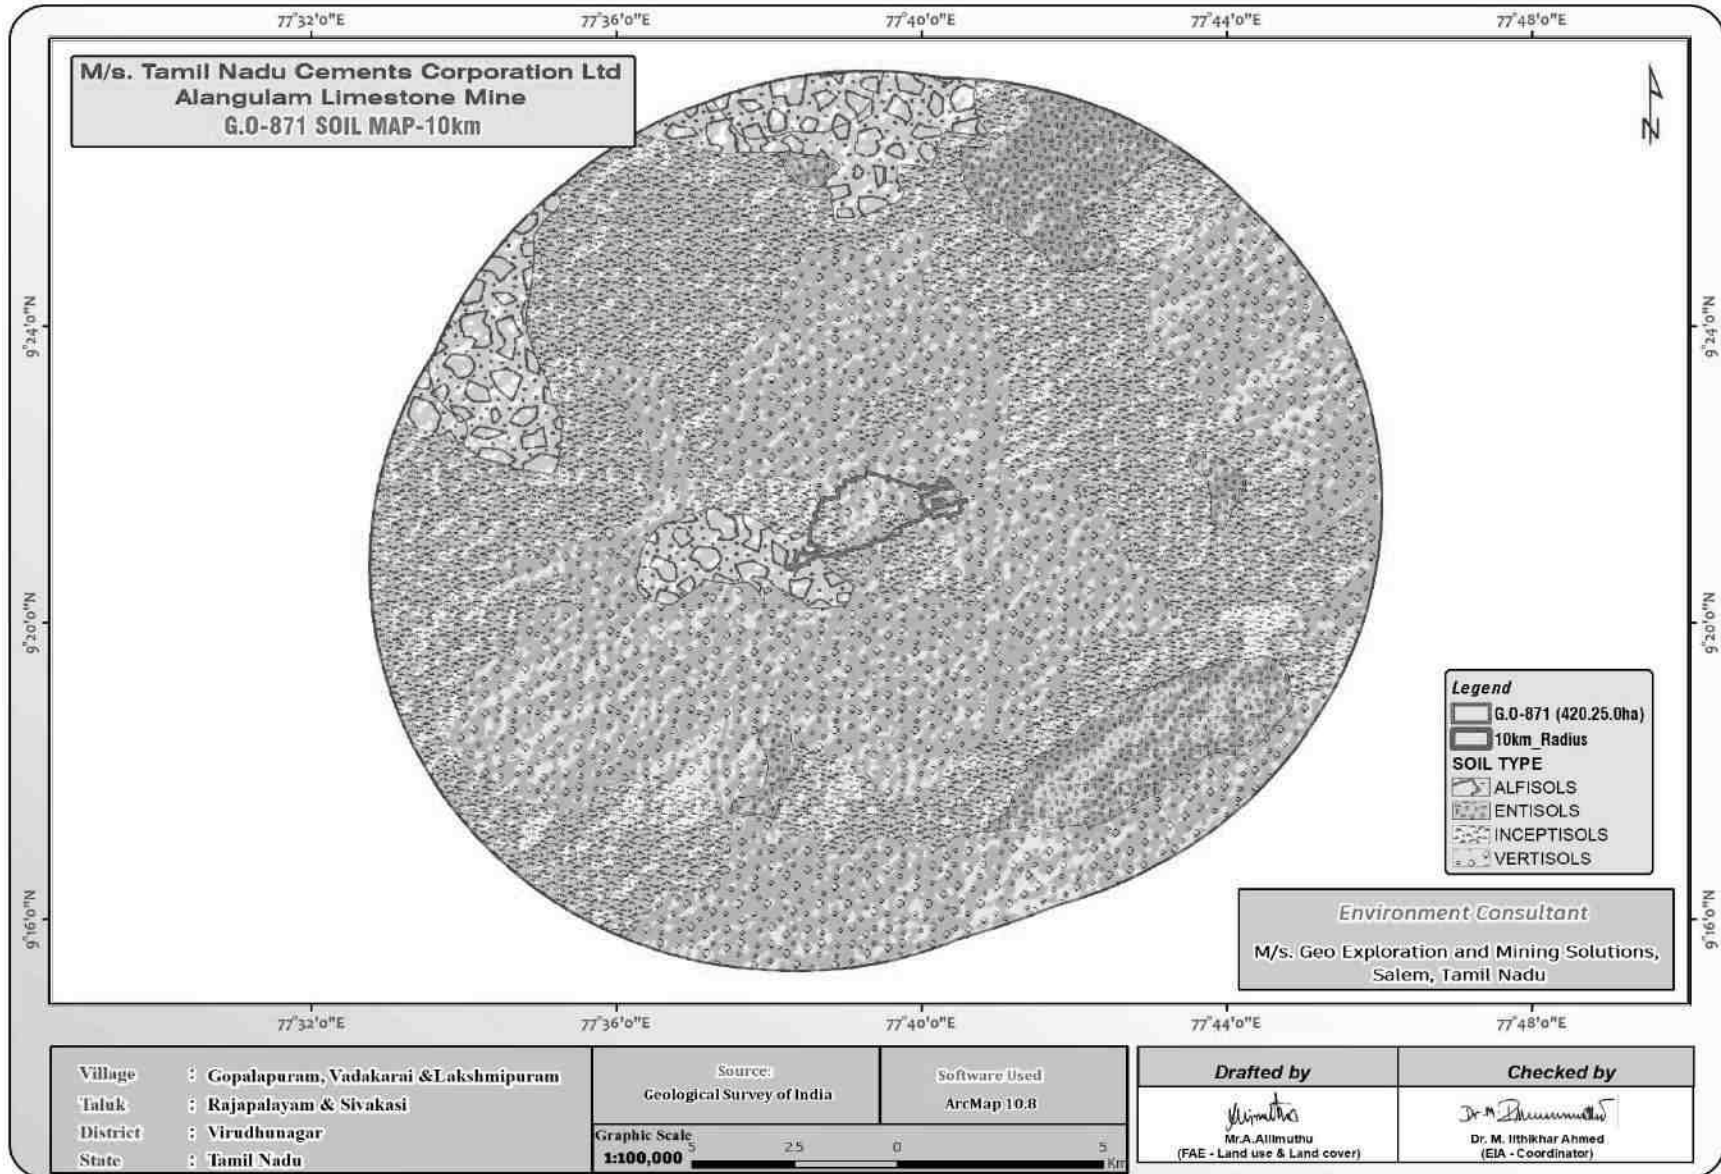 77°32'0"E 77°36'0"E 77°40'0"E 77°44'0"E 77°48'0"E
M/s. Tamil Nadu Cements Corporation Ltd
Alangulam Limestone Mine
G.O-871 SOIL MAP-10km
N
9°24'0"N 9°24'0"N
9°20'0"N 9°20'0"N
9°16'0"N 9°16'0"N
Legend
G.O-871 (420.25.0ha)
10km_Radius
SOIL TYPE
ALFISOLS
ENTISOLS
INCEPTISOLS
VERTISOLS
Environment Consultant
M/s. Geo Exploration and Mining Solutions,
Salem, Tamil Nadu
77°32'0"E 77°36'0"E 77°40'0"E 77°44'0"E 77°48'0"E
Village : Gopalapuram, Vadakarai &Lakshmipuram
Taluk : Rajapalayam & Sivakasi
District : Virudhunagar
State : Tamil Nadu
Source:
Geological Survey of India
Software Used
ArcMap 10.8
Graphic Scale
1:100,000
5 2.5 0 5
Km
Drafted by
Mr.A.Allimuthu
(FAE - Land use & Land cover)
Checked by
Dr. M.
Dr. M. Ifthikhar Ahmed
(EIA - Coordinator)